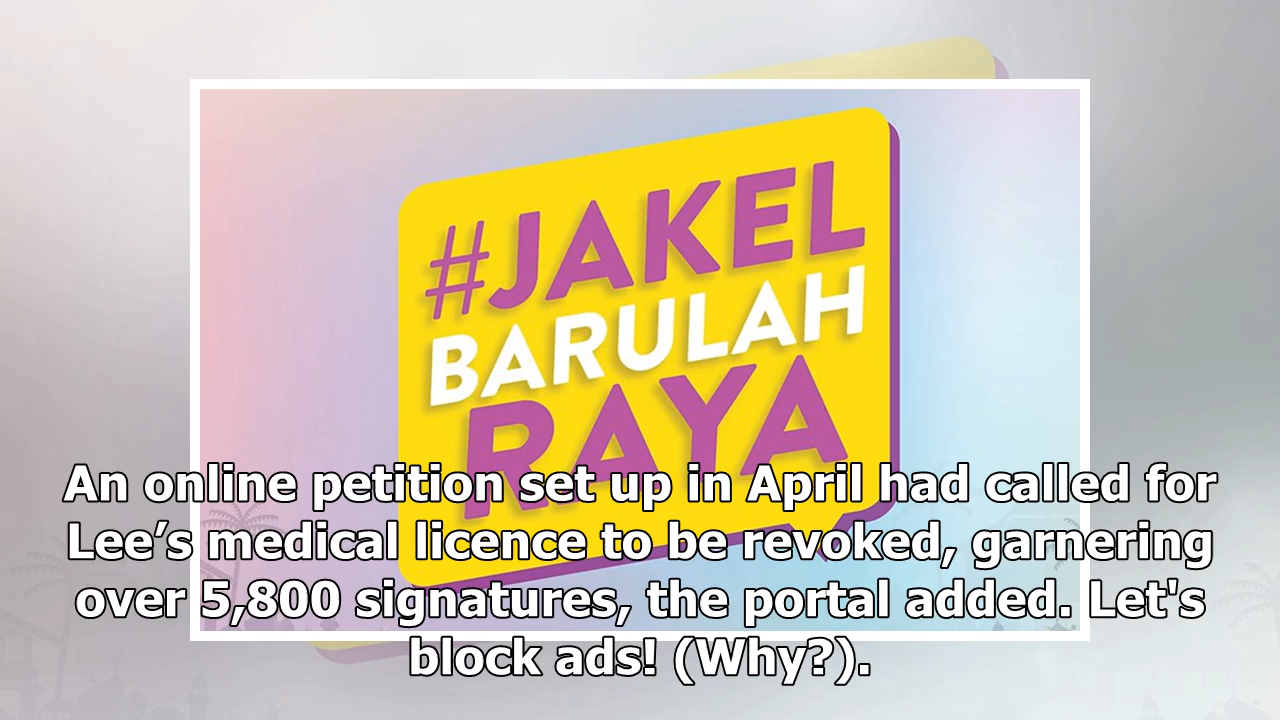 #JAKEL
BARULAH
RAYA
An online petition set up in April had called for
Lee’s medical licence to be revoked, garnering
over 5,800 signatures, the portal added. Let's
block ads! (Why?).